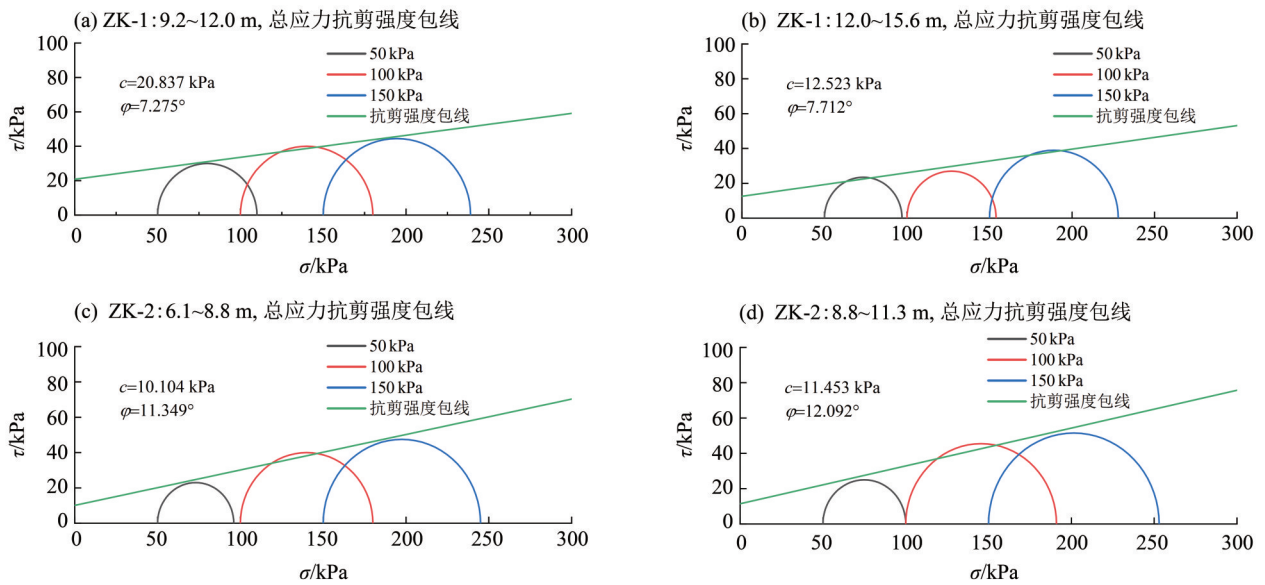 (a) ZK-1:9.2~12.0 m, 总应力抗剪强度包线
100
80
60
40
20
0
τ/kPa
c=20.837 kPa
φ=7.275°
50 kPa
100 kPa
150 kPa
抗剪强度包线
50
100
150
200
250
300
σ/kPa
(b) ZK-1:12.0~15.6 m, 总应力抗剪强度包线
100
80
60
40
20
0
τ/kPa
c=12.523 kPa
φ=7.712°
50 kPa
100 kPa
150 kPa
抗剪强度包线
0
50
100
150
200
250
300
σ/kPa
(c) ZK-2:6.1~8.8 m, 总应力抗剪强度包线
100
80
60
40
20
0
τ/kPa
c=10.104 kPa
φ=11.349°
50 kPa
100 kPa
150 kPa
抗剪强度包线
50
100
150
200
250
300
σ/kPa
(d) ZK-2:8.8~11.3 m, 总应力抗剪强度包线
100
80
60
40
20
0
τ/kPa
c=11.453 kPa
φ=12.092°
50 kPa
100 kPa
150 kPa
抗剪强度包线
0
50
100
150
200
250
300
σ/kPa